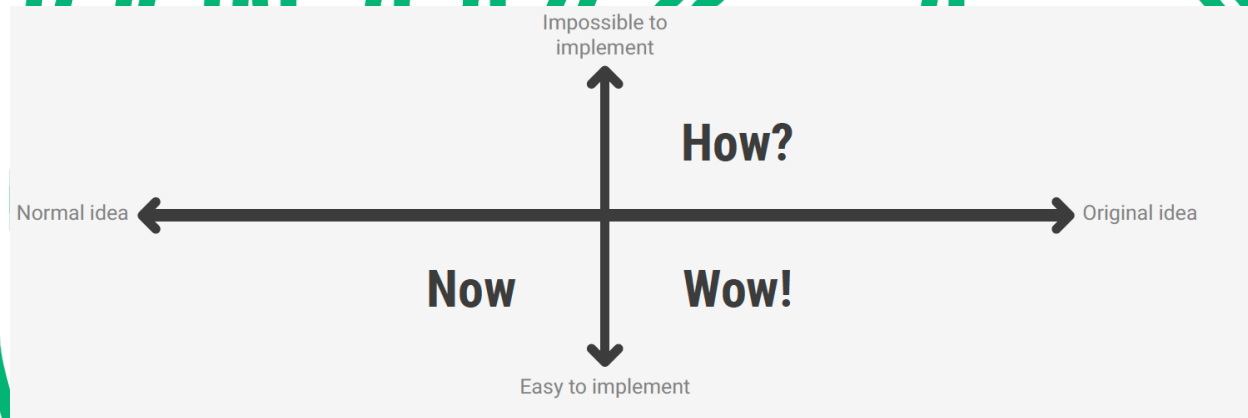 Impossible to
implement
How?
Normal idea
Original idea
Now
Wow!
Easy to implement